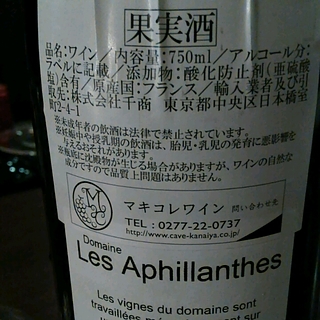 果実酒
品名:ワイン/内容量:750ml/アルコール分:
ラベルに記載/添加物:酸化防止剤(亜硫酸
塩)含有/原産国:フランス/輸入業者及び引
取先:株式会社千商 東京都中央区日本橋室
町2-4-1
※未成年者の飲酒は法律で禁止されています。
※妊娠中や授乳期の飲酒は、胎児・乳児の発育に悪影響を
与えるおそれがあります。
※瓶底に沈殿物が生じる場合がありますが、ワインの自然な
成分ですので品質上問題はありません。
マキコレワイン 問い合わせ先
TEL:0277-22-0737
http://www.cave-kanaiya.co.jp/
Domaine
Les Aphillanthes
Les vignes du domaine sont
travaillées